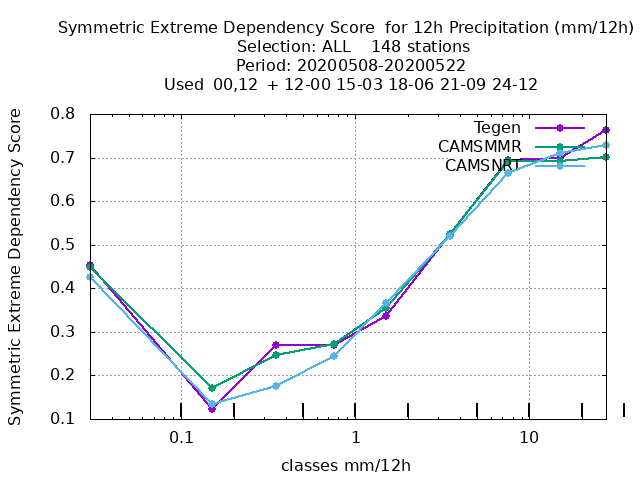 Symmetric Extreme Dependency Score  for 12h Precipitation (mm/12h)
Selection: ALL    148 stations
Period: 20200508-20200522
Used  00,12  + 12-00 15-03 18-06 21-09 24-12
Symmetric Extreme Dependency Score
0.8
0.7
0.6
0.5
0.4
0.3
0.2
0.1
Tegen
CAMSMMR
CAMSNRT
0.1
1
10
classes mm/12h